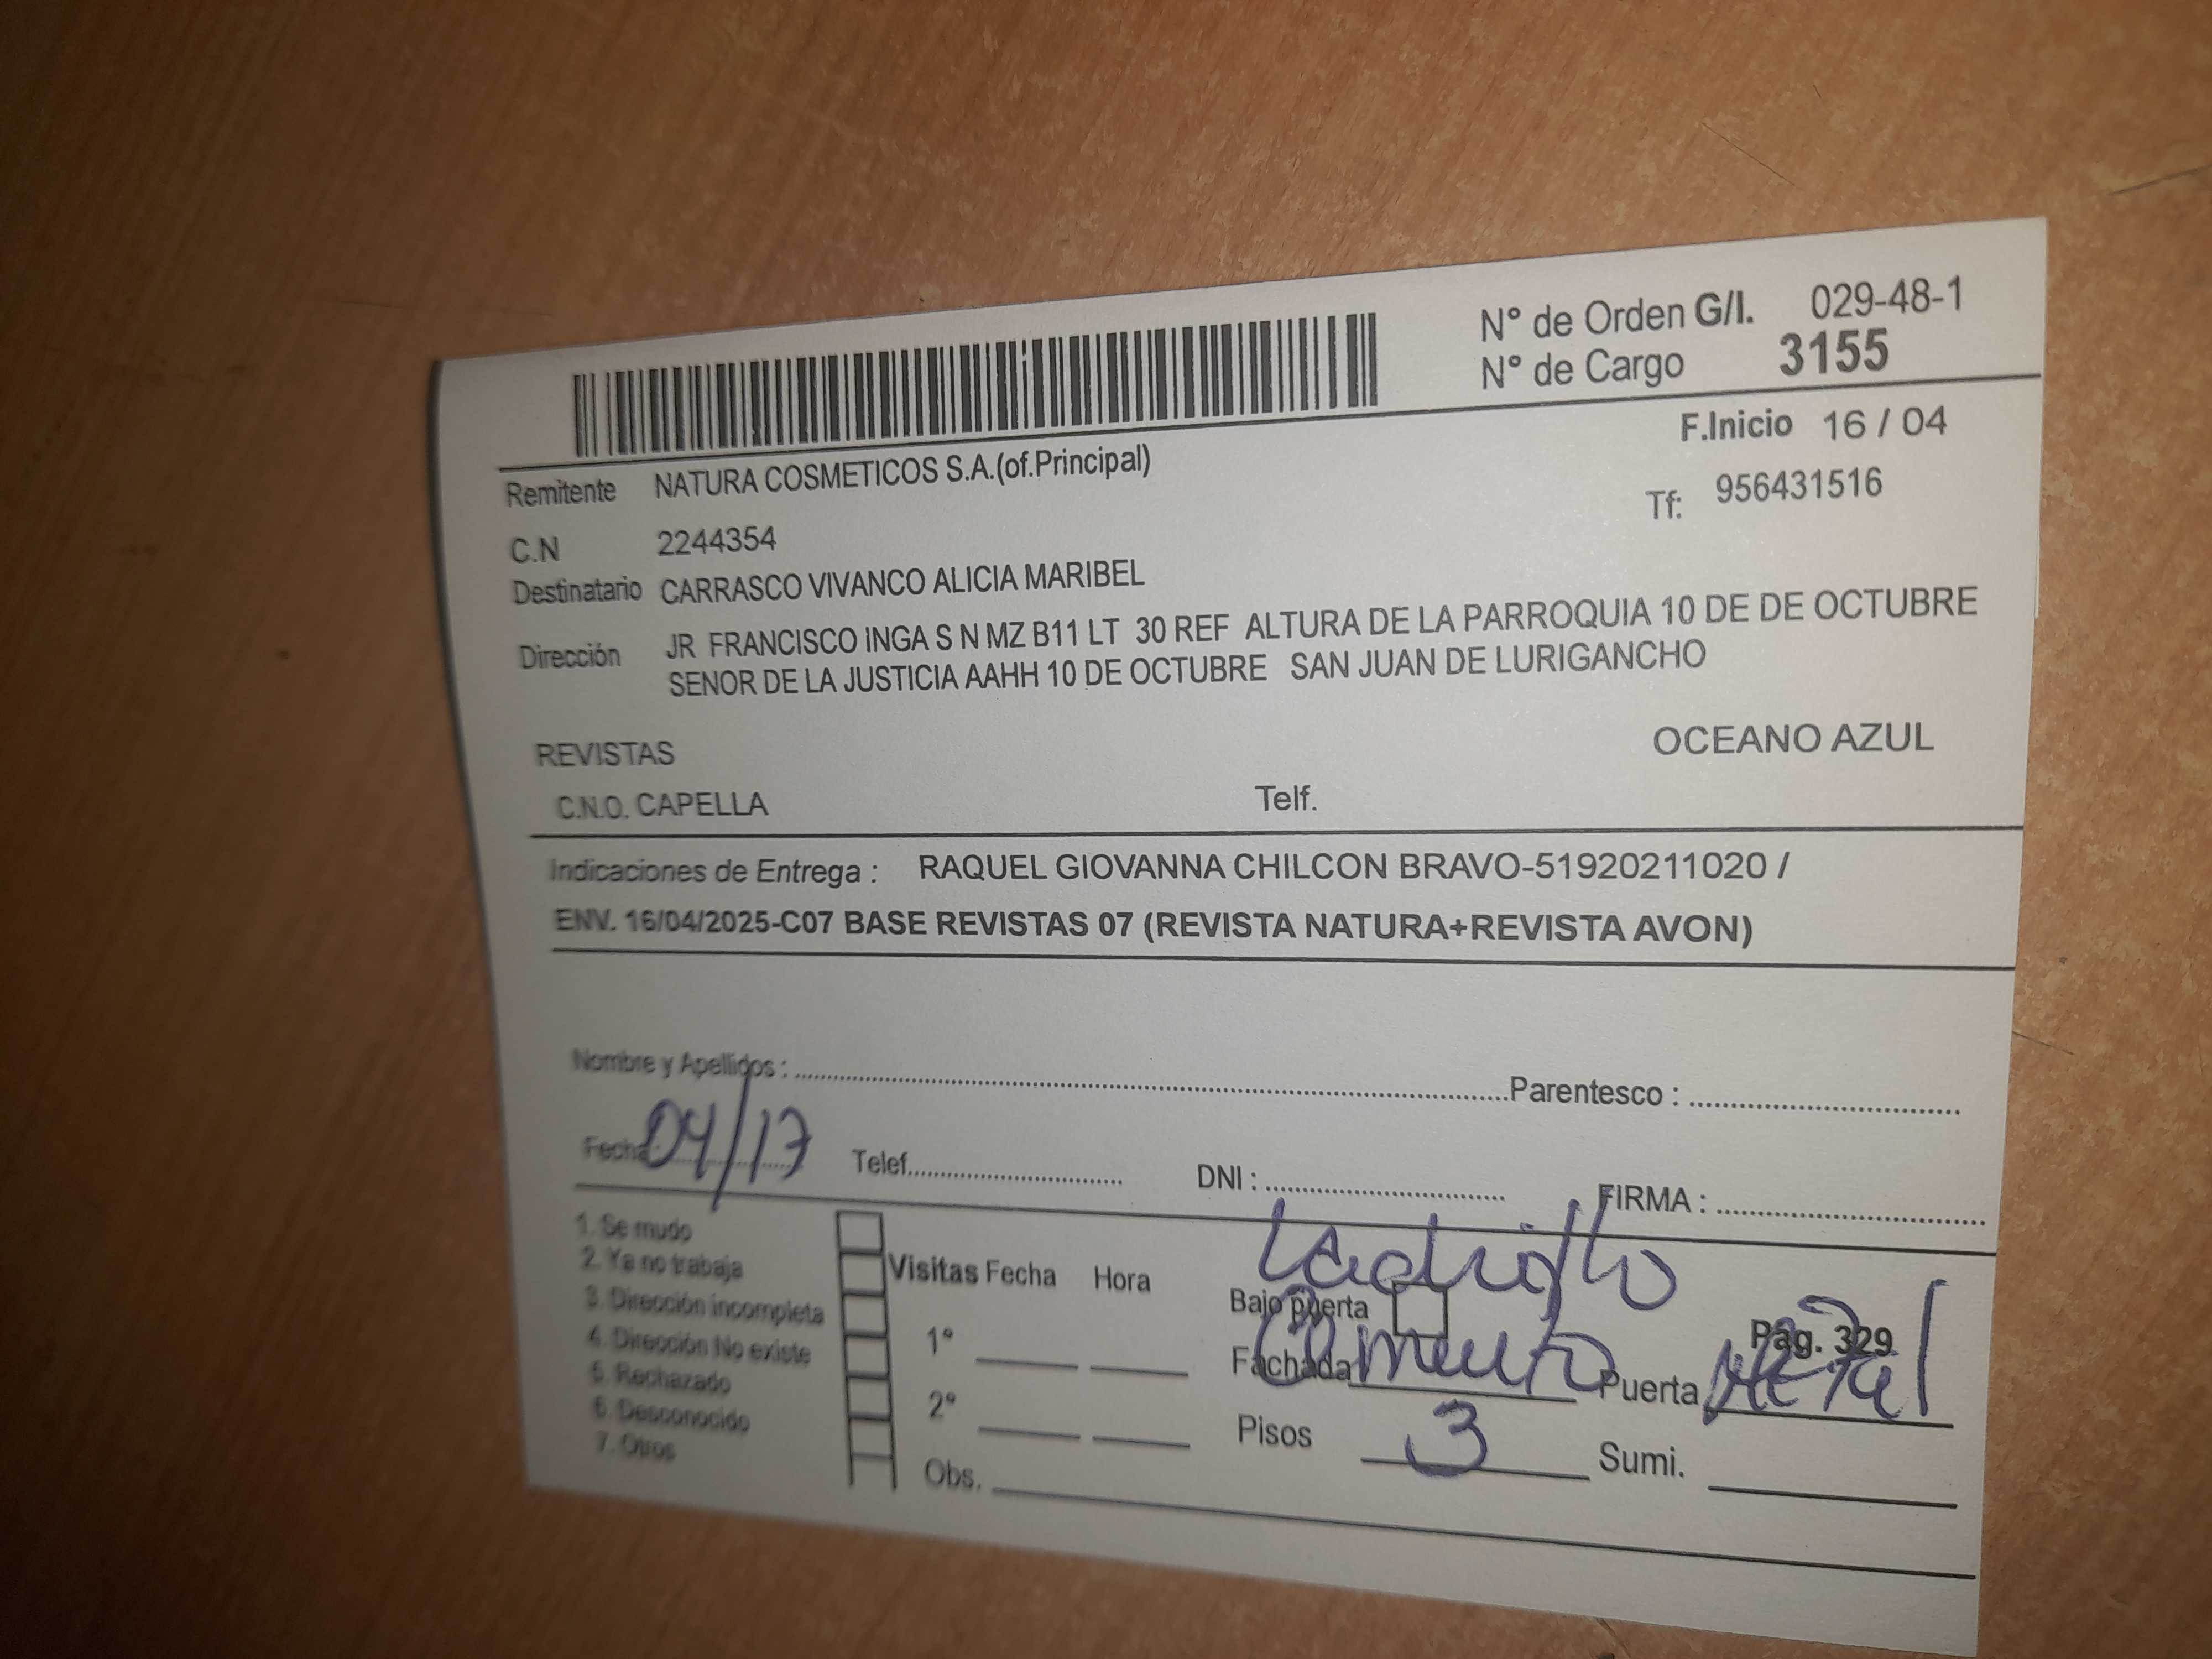 N° de Orden G/I. 029-48-1
N° de Cargo 3155
F.Inicio 16 / 04
Remitente NATURA COSMETICOS S.A.(of.Principal)
Tf: 956431516
C.N 2244354
Destinatario CARRASCO VIVANCO ALICIA MARIBEL
Dirección JR FRANCISCO INGA S N MZ B11 LT 30 REF ALTURA DE LA PARROQUIA 10 DE DE OCTUBRE
SENOR DE LA JUSTICIA AAHH 10 DE OCTUBRE SAN JUAN DE LURIGANCHO
REVISTAS OCEANO AZUL
C.N.O. CAPELLA Telf.
Indicaciones de Entrega : RAQUEL GIOVANNA CHILCON BRAVO-51920211020 /
ENV. 16/04/2025-C07 BASE REVISTAS 07 (REVISTA NATURA+REVISTA AVON)
Nombre y Apellidos : Parentesco :
Fecha: 04/17 Telef. DNI : FIRMA :
1. Se mudo
2. Ya no trabaja
3. Dirección incompleta
4. Dirección No existe
5. Rechazado
6. Desconocido
7. Otros
Visitas Fecha Hora
1°
2°
Obs.
Ladrillo
Bajo puerta
Pag. 329
Fachada Cemento Puerta Metal
Pisos 3 Sumi.